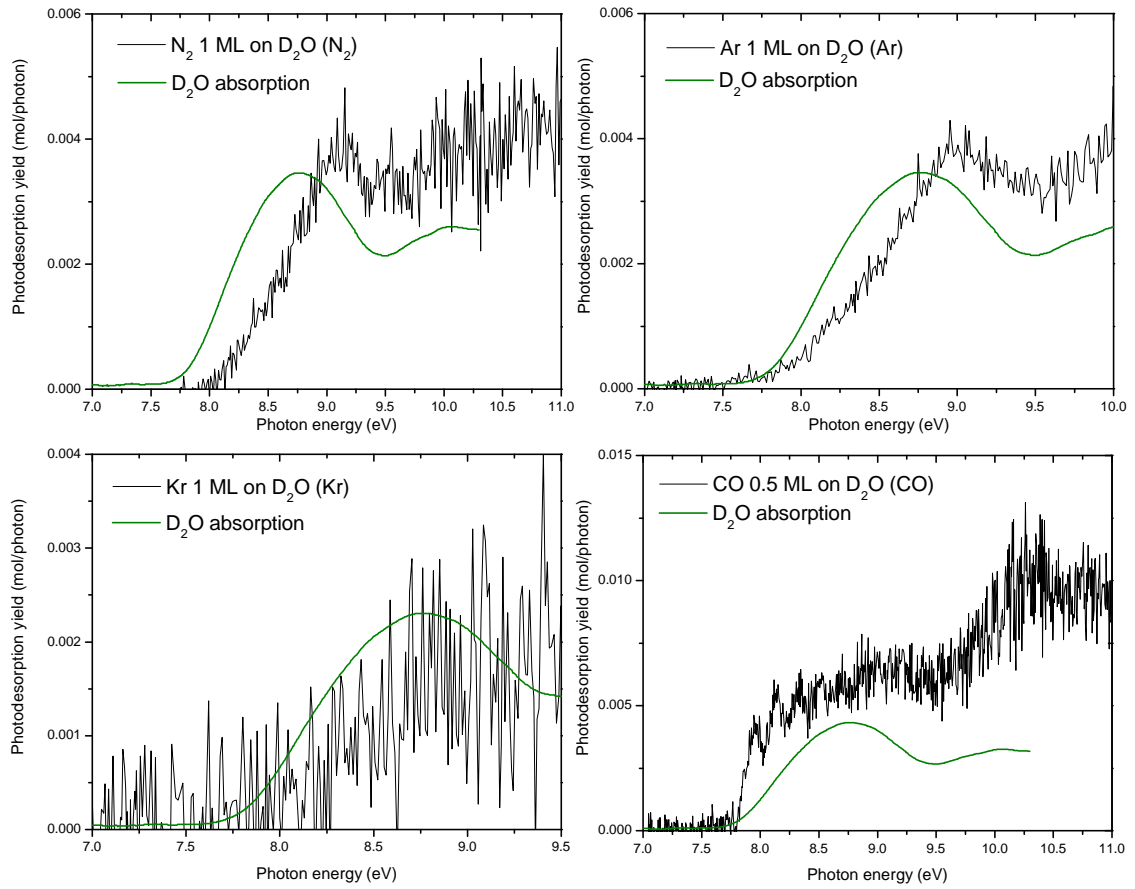 0.006
N₂ 1 ML on D₂O (N₂)
D₂O absorption
0.004
0.002
0.000
Photodesorption yield (mol/photon)
7.0 7.5 8.0 8.5 9.0 9.5 10.0 10.5 11.0
Photon energy (eV)
0.006
Ar 1 ML on D₂O (Ar)
D₂O absorption
0.004
0.002
0.000
Photodesorption yield (mol/photon)
7.0 7.5 8.0 8.5 9.0 9.5 10.0
Photon energy (eV)
0.004
Kr 1 ML on D₂O (Kr)
D₂O absorption
0.003
0.002
0.001
0.000
Photodesorption yield (mol/photon)
7.0 7.5 8.0 8.5 9.0 9.5
Photon energy (eV)
0.015
CO 0.5 ML on D₂O (CO)
D₂O absorption
0.010
0.005
0.000
Photodesorption yield (mol/photon)
7.0 7.5 8.0 8.5 9.0 9.5 10.0 10.5 11.0
Photon energy (eV)